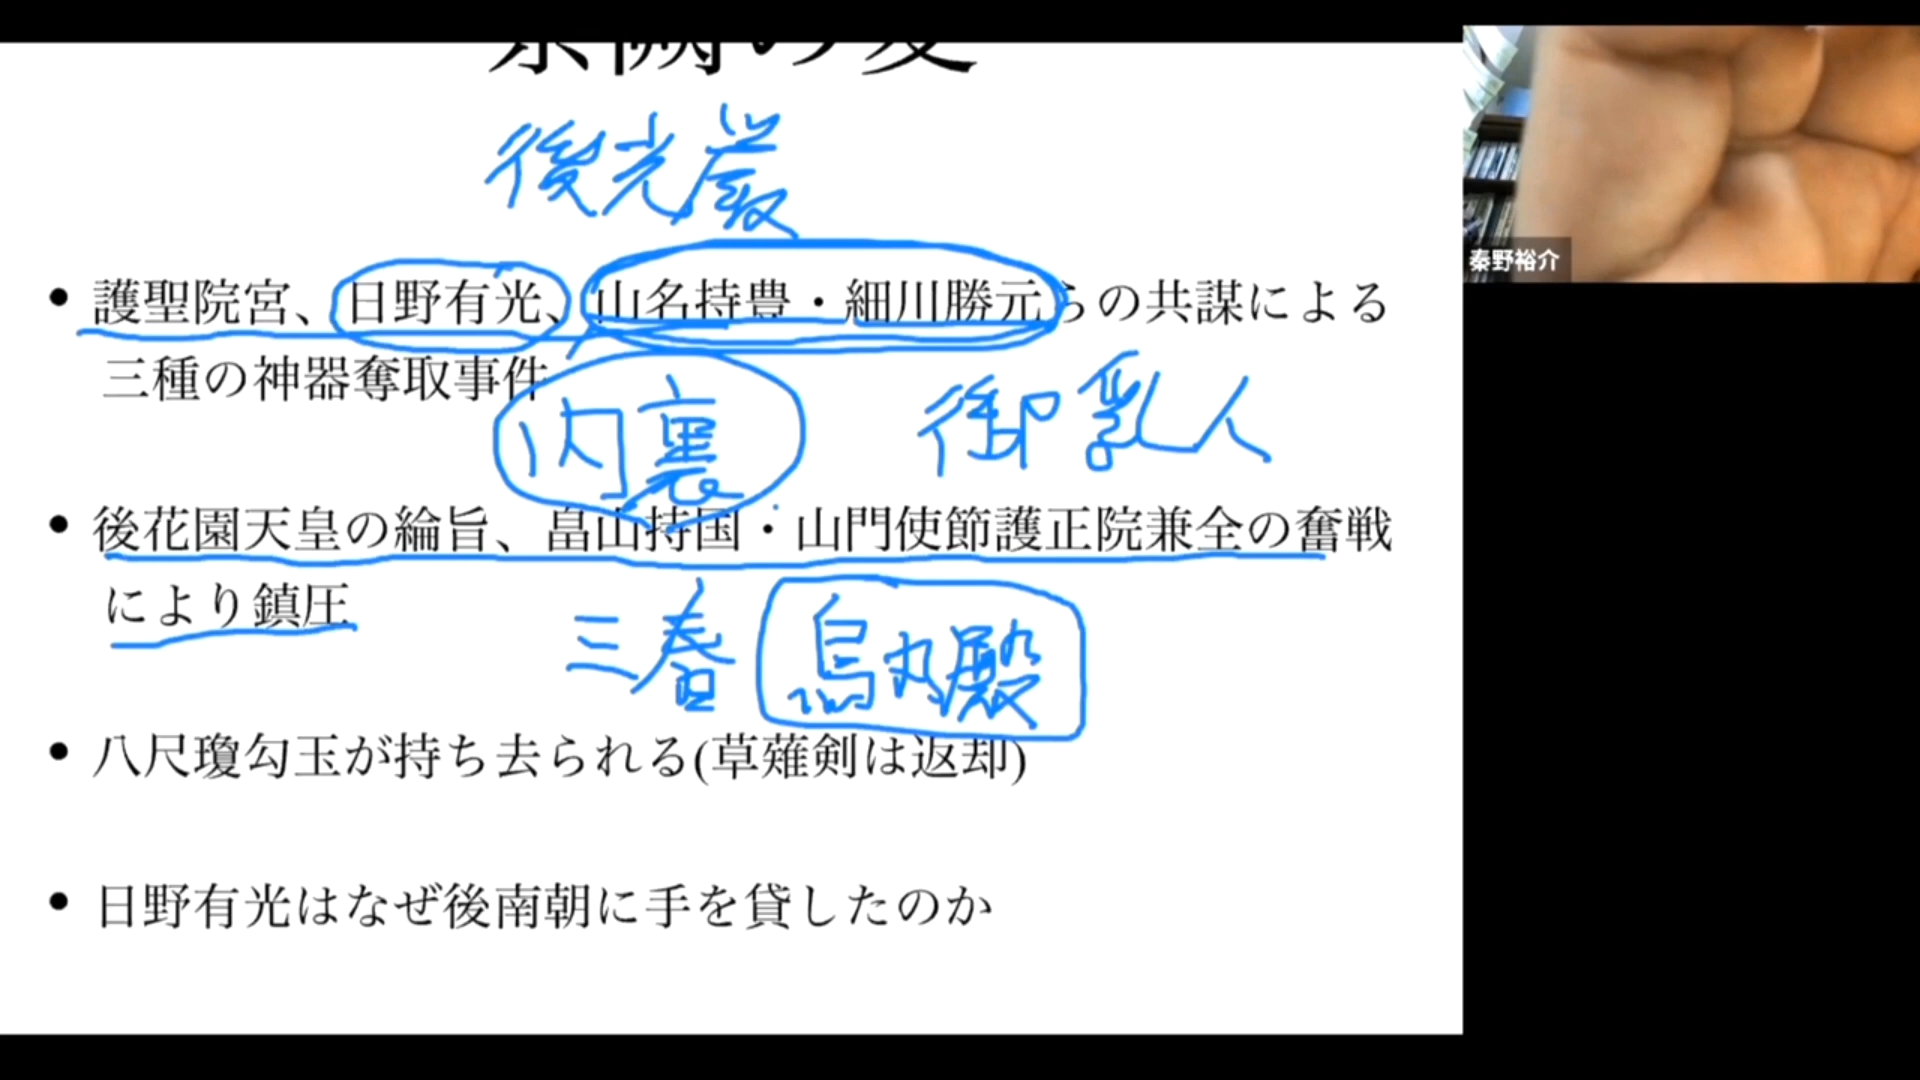 禁闕の変
後光厳
護聖院宮、日野有光、山名持豊・細川勝元らの共謀による
三種の神器奪取事件
内裏
御乳人
後花園天皇の綸旨、畠山持国・山門使節護正院兼全の奮戦
により鎮圧
三春
烏丸殿
八尺瓊勾玉が持ち去られる(草薙剣は返却)
日野有光はなぜ後南朝に手を貸したのか
秦野裕介